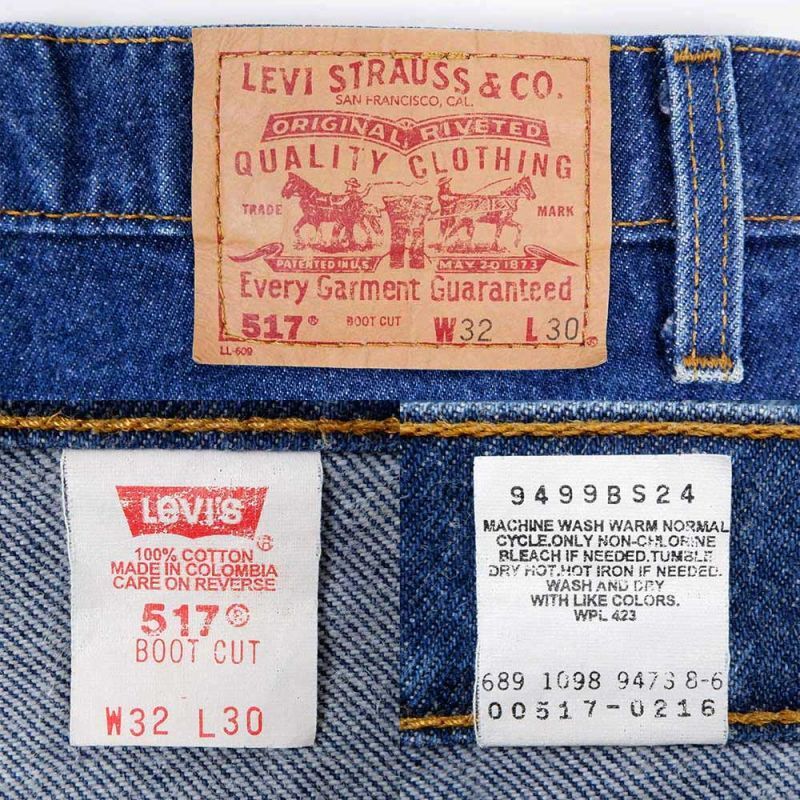 LEVI STRAUSS & CO.
SAN FRANCISCO, CAL.
ORIGINAL RIVETED
QUALITY CLOTHING
TRADE MARK
PATENTED IN U.S. MAY 20 1873
Every Garment Guaranteed
517® BOOT CUT W32 L30®
LL-609
LEVI'S®
100% COTTON
MADE IN COLOMBIA
CARE ON REVERSE
517®
BOOT CUT
W32 L30
9499BS24
MACHINE WASH WARM NORMAL
CYCLE.ONLY NON-CHLORINE
BLEACH IF NEEDED.TUMBLE
DRY HOT.HOT IRON IF NEEDED.
WASH AND DRY
WITH LIKE COLORS.
WPL 423
689 1098 9473 8-6
00517-0216